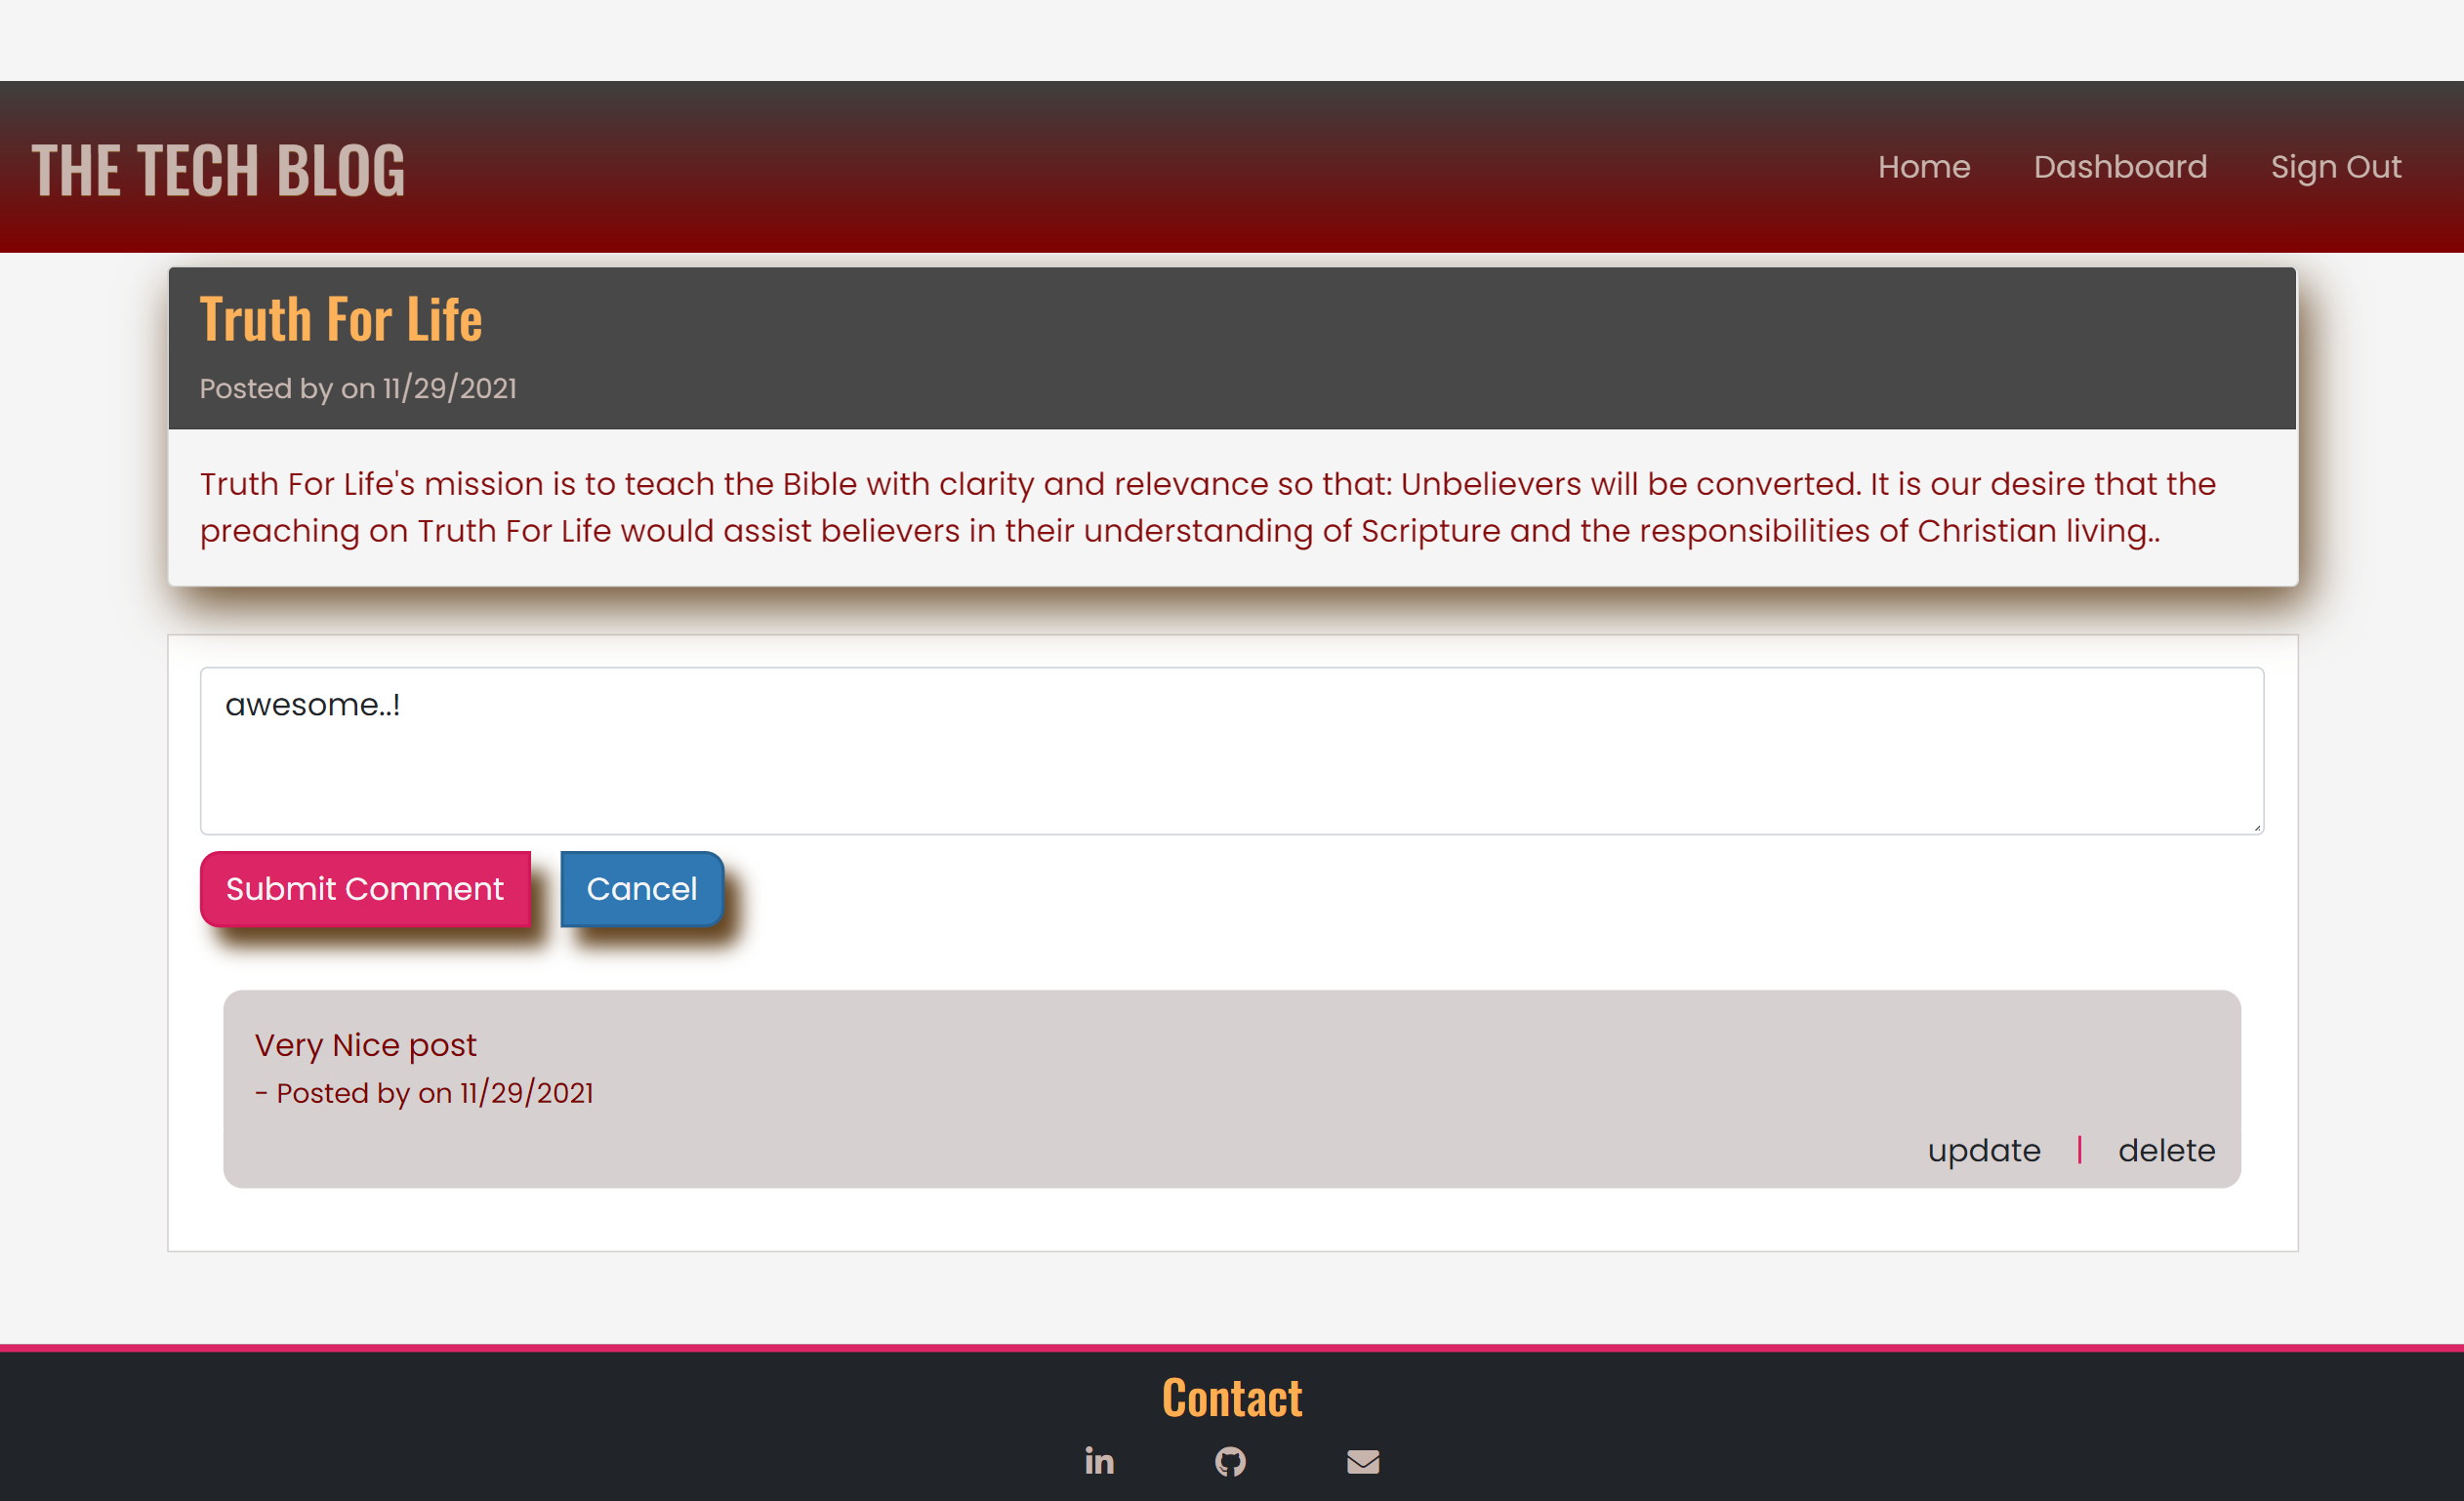 THE TECH BLOG
Home Dashboard Sign Out
Truth For Life
Posted by on 11/29/2021
Truth For Life's mission is to teach the Bible with clarity and relevance so that: Unbelievers will be converted. It is our desire that the
preaching on Truth For Life would assist believers in their understanding of Scripture and the responsibilities of Christian living..
awesome..!
Submit Comment Cancel
Very Nice post
- Posted by on 11/29/2021
update | delete
Contact